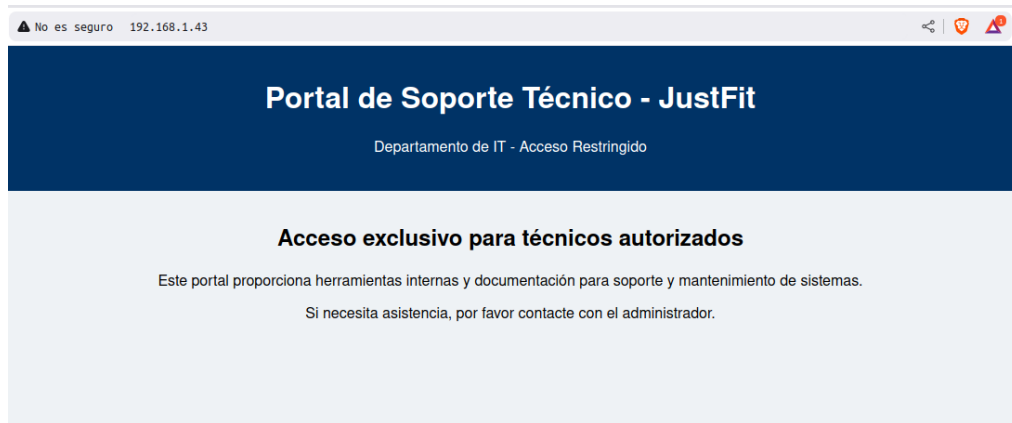 No es seguro 192.168.1.43
1
Portal de Soporte Técnico - JustFit
Departamento de IT - Acceso Restringido
Acceso exclusivo para técnicos autorizados
Este portal proporciona herramientas internas y documentación para soporte y mantenimiento de sistemas.
Si necesita asistencia, por favor contacte con el administrador.